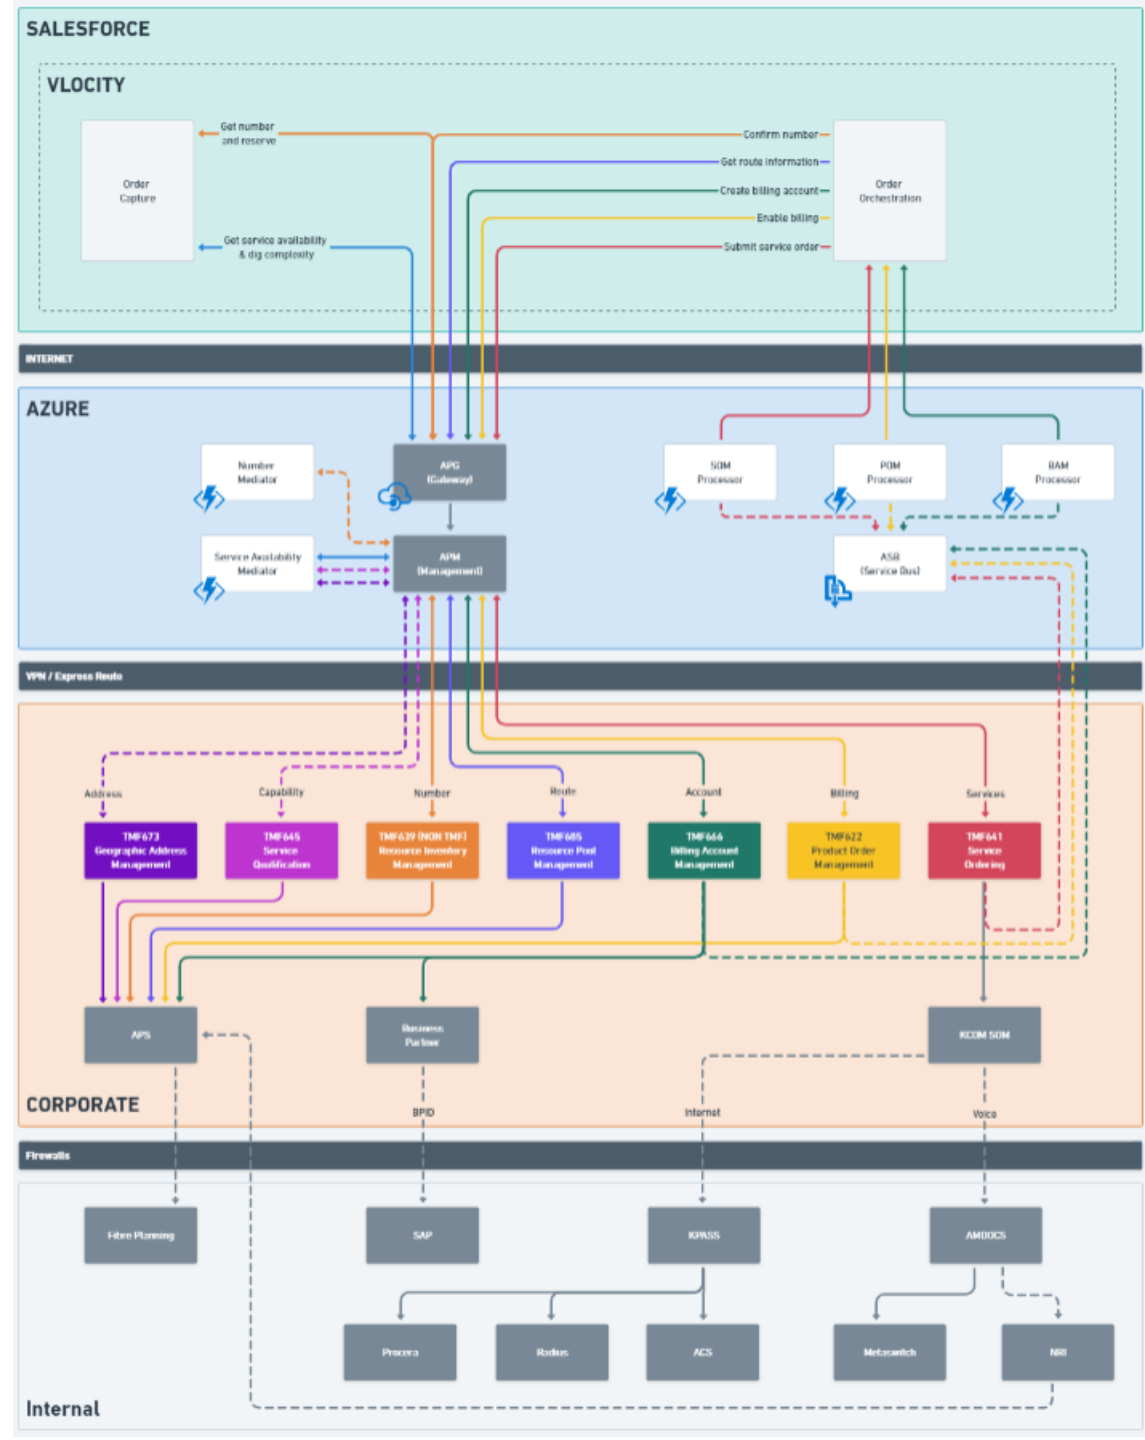 SALESFORCE
VLOCITY
Get number
and reserve
Confirm number
Get route information
Create billing account
Enable billing
Submit service order
Order
Capture
Order
Orchestration
Get service availability
& dig complexity
INTERNET
AZURE
Number
Mediator
APG
(Gateway)
SOM
Processor
POM
Processor
BAM
Processor
Service Availability
Mediator
APM
(Management)
ASB
(Service Bus)
VPN / Express Route
Address
Capability
Number
Route
Account
Billing
Services
TMF673
Geographic Address
Management
TMF645
Service
Qualification
TMF639 (NON TMF)
Resource Inventory
Management
TMF685
Resource Pool
Management
TMF666
Billing Account
Management
TMF622
Product Order
Management
TMF641
Service
Ordering
APS
Business
Partner
KCOM SOM
CORPORATE
BPID
Internet
Voice
Firewalls
Fibre Planning
SAP
KPASS
AMDOCS
Procera
Radius
ACS
Metaswitch
NRI
Internal